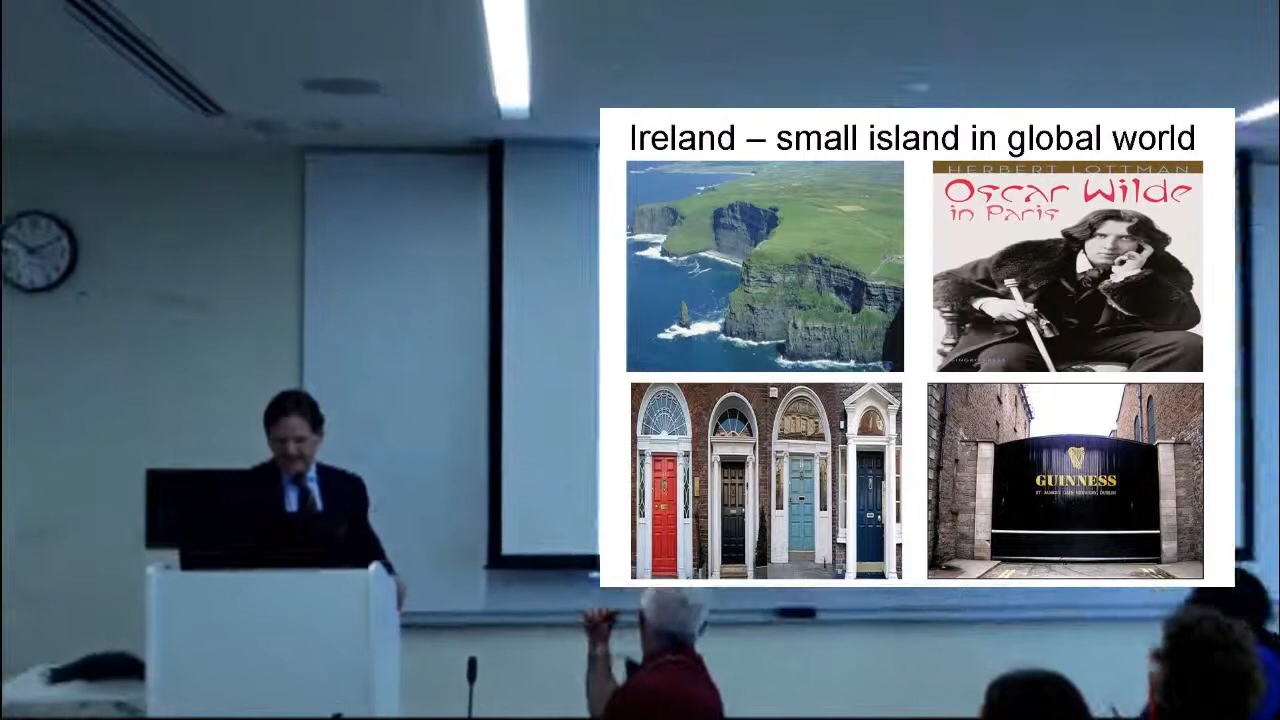 Ireland – small island in global world
HERBERT LOTTMAN
Oscar Wilde
in Paris
GUINNESS